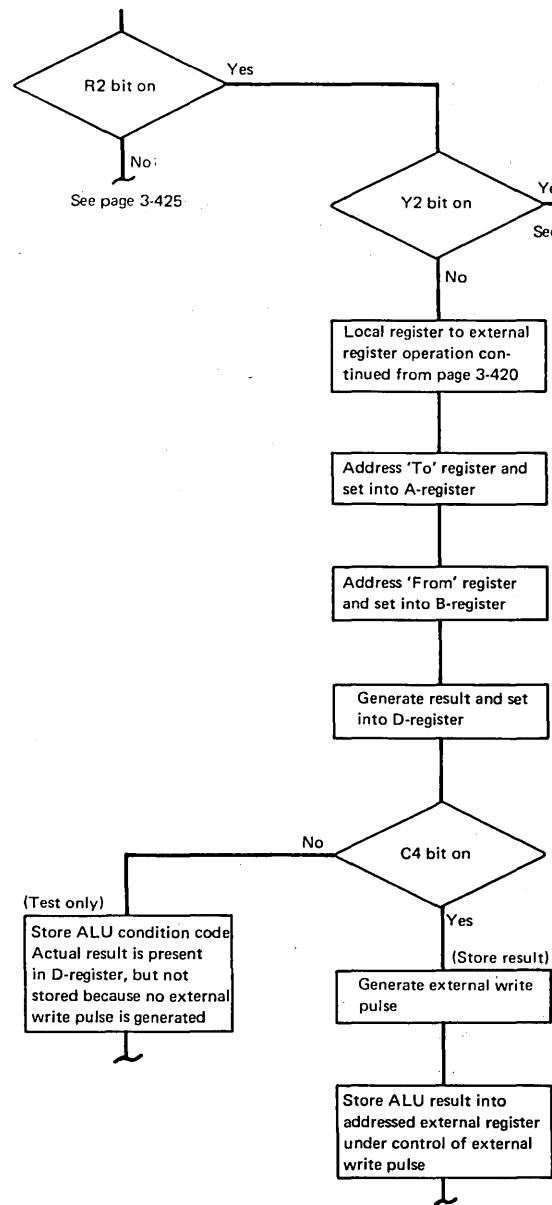 R2 bit on
Yes
No
See page 3-425
Y2 bit on
Ye
See
No
Local register to external
register operation con-
tinued from page 3-420
Address 'To' register and
set into A-register
Address 'From' register
and set into B-register
Generate result and set
into D-register
C4 bit on
No
(Test only)
Store ALU condition code
Actual result is present
in D-register, but not
stored because no external
write pulse is generated
Yes
(Store result)
Generate external write
pulse
Store ALU result into
addressed external register
under control of external
write pulse